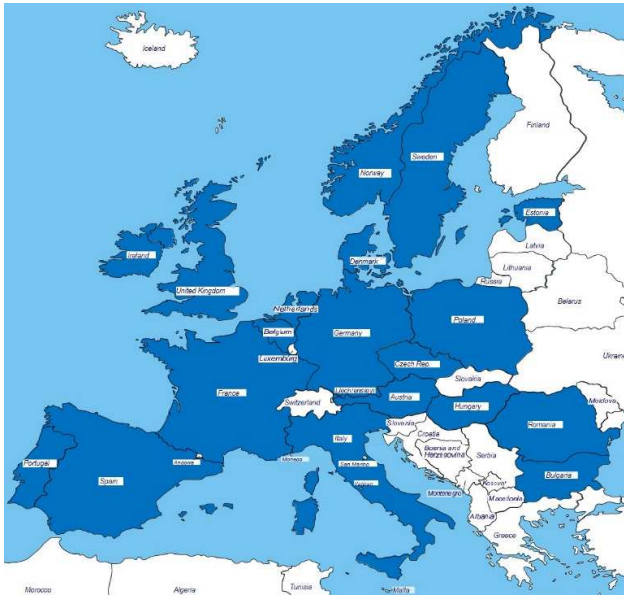 Iceland
Finland
Norway
Sweden
Estonia
Latvia
Ireland
Denmark
Lithuania
Russia
United Kingdom
Belarus
Netherlands
Poland
Belgium
Germany
Luxemburg
Czech Rep.
Ukraine
Slovakia
France
Liechtenstein
Austria
Moldova
Switzerland
Hungary
Slovenia
Romania
Croatia
Italy
Bosnia and
Herzsovina
Serbia
Portugal
Andorra
Monaco
San Marino
Spain
Kosovo
Bulgaria
Montenegro
Macedonia
Albania
Greece
Morocco
Algeria
Tunisia
Malta